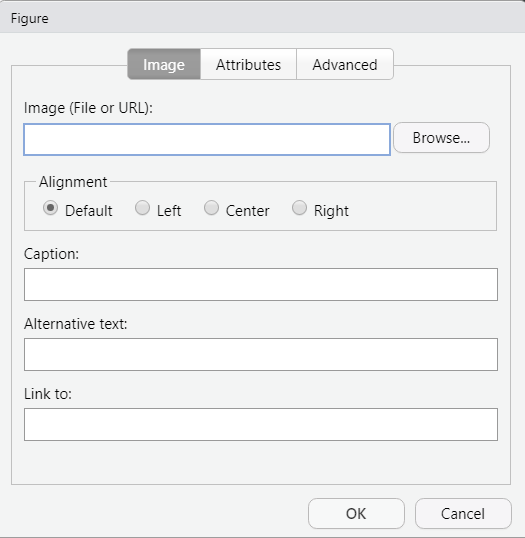 Figure
Image Attributes Advanced
Image (File or URL):
Browse...
Alignment
Default Left Center Right
Caption:
Alternative text:
Link to:
OK Cancel